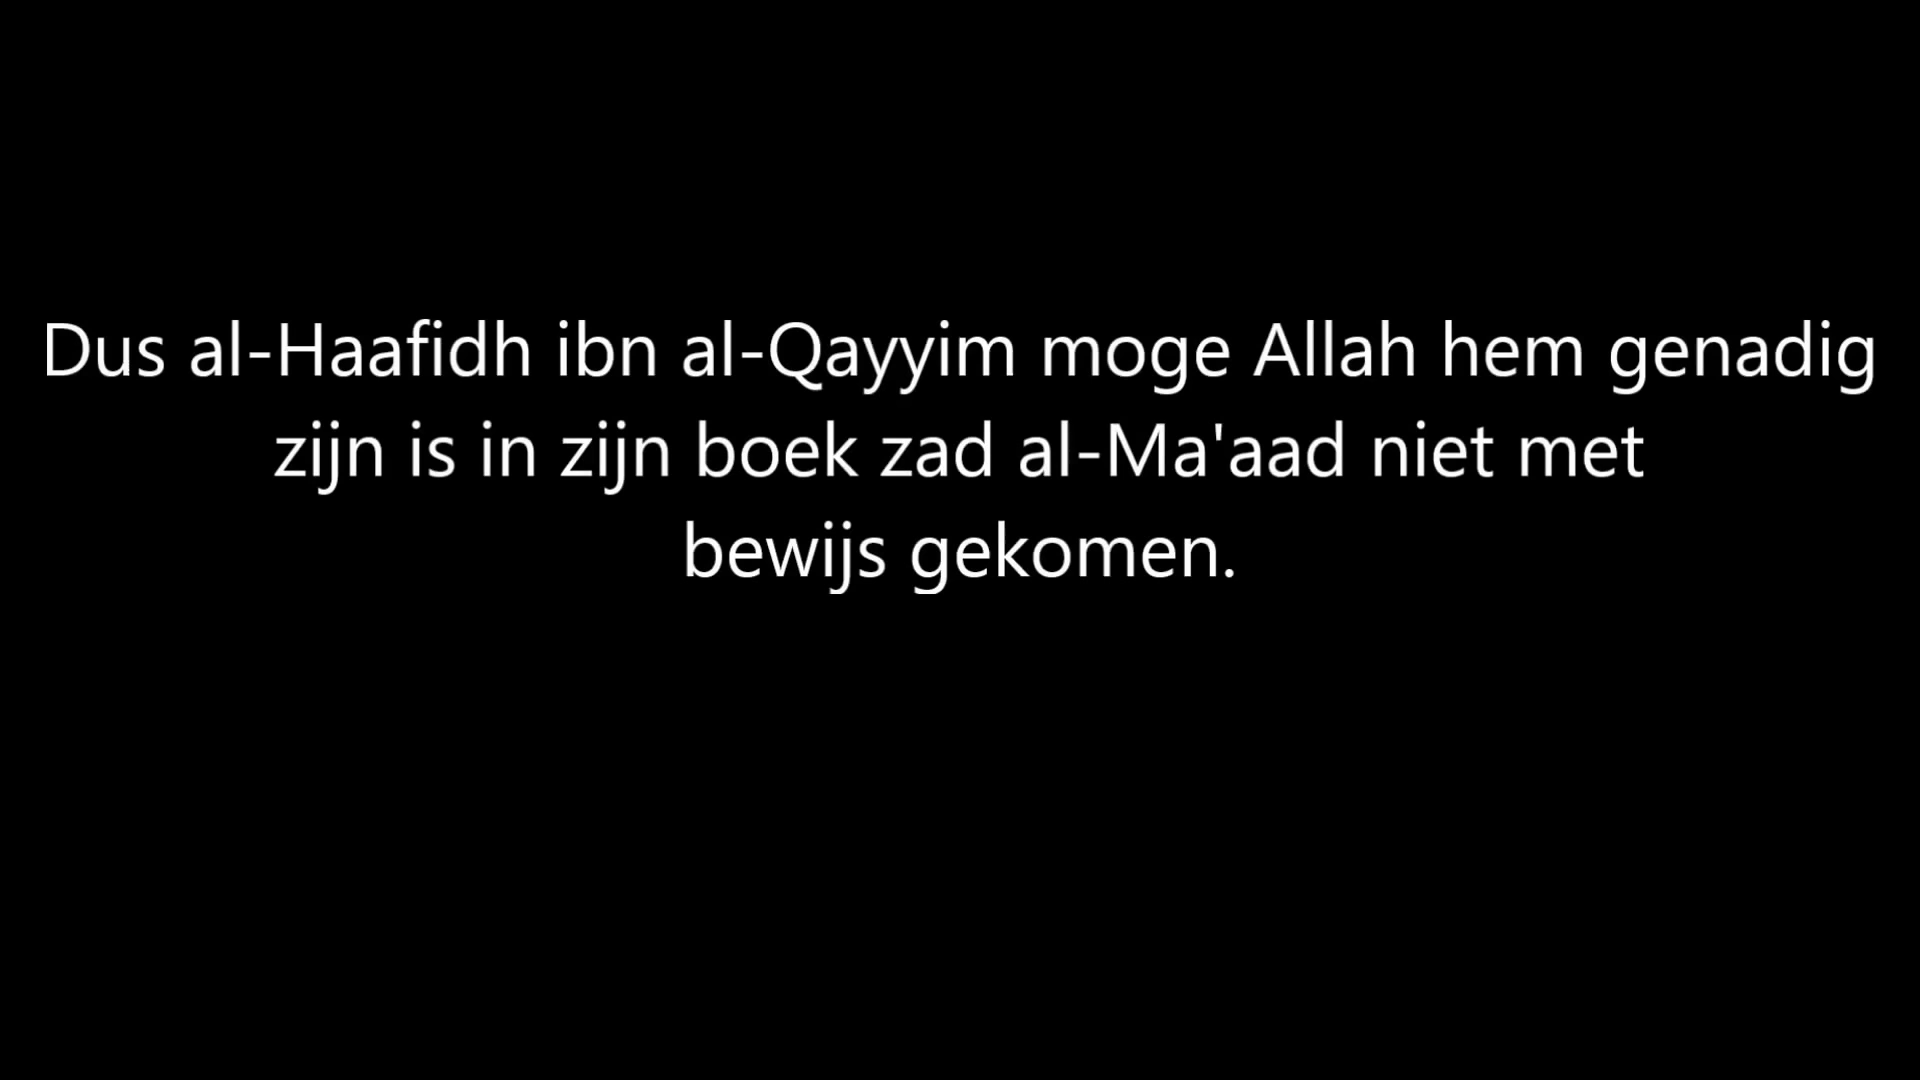 Dus al-Haafidh ibn al-Qayyim moge Allah hem genadig
zijn is in zijn boek zad al-Ma'aad niet met
bewijs gekomen.